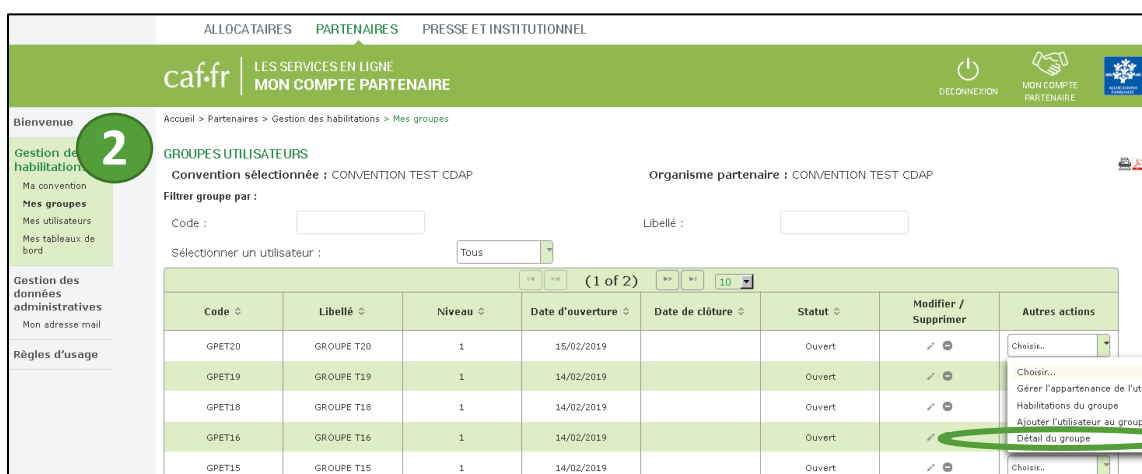 ALLOCATAIRES PARTENAIRES PRESSE ET INSTITUTIONNEL
caf.fr LES SERVICES EN LIGNE
MON COMPTE PARTENAIRE
DECONNEXION
MON COMPTE
PARTENAIRE
ALLOCATIONS
FAMILIALES
Bienvenue
2
Gestion de
habilitation
Ma convention
Mes groupes
Mes utilisateurs
Mes tableaux de
bord
Gestion des
données
administratives
Mon adresse mail
Règles d'usage
Accueil > Partenaires > Gestion des habilitations > Mes groupes
GROUPES UTILISATEURS
Convention sélectionnée : CONVENTION TEST CDAP Organisme partenaire : CONVENTION TEST CDAP
Filtrer groupe par :
Code : Libellé :
Sélectionner un utilisateur : Tous
(1 of 2) 10
Code Libellé Niveau Date d'ouverture Date de clôture Statut Modifier / Supprimer Autres actions
GPET20 GROUPE T20 1 15/02/2019 Ouvert Choisir...
GPET19 GROUPE T19 1 14/02/2019 Ouvert
GPET18 GROUPE T18 1 14/02/2019 Ouvert
GPET16 GROUPE T16 1 14/02/2019 Ouvert
GPET15 GROUPE T15 1 14/02/2019 Ouvert Choisir...
Choisir...
Gérer l'appartenance de l'ut
Habilitations du groupe
Ajouter l'utilisateur au group
Détail du groupe